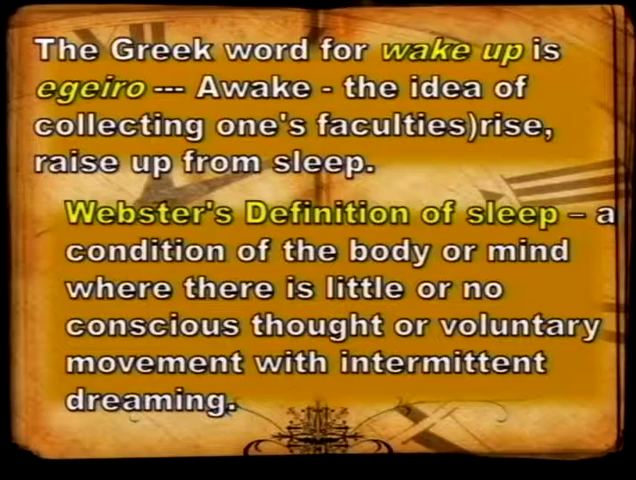 The Greek word for wake up is
egeiro --- Awake - the idea of
collecting one's faculties)rise,
raise up from sleep.
Webster's Definition of sleep – a
condition of the body or mind
where there is little or no
conscious thought or voluntary
movement with intermittent
dreaming.